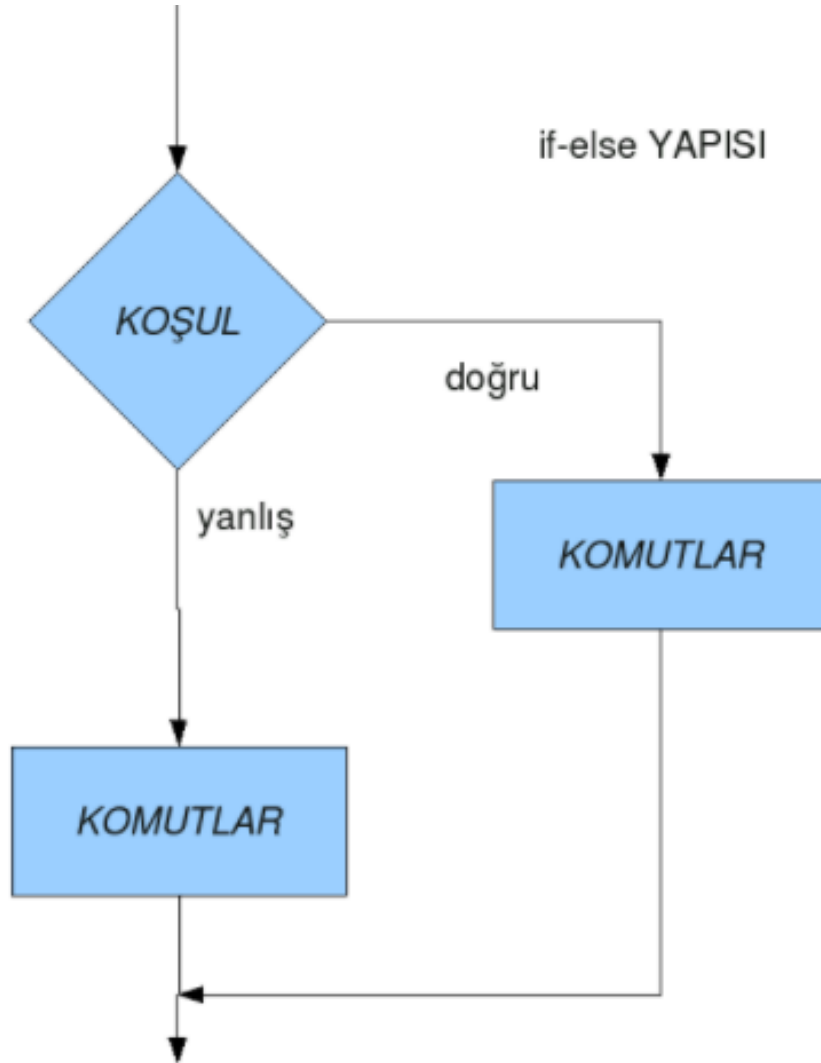 if-else YAPISI
KOŞUL
doğru
yanlış
KOMUTLAR
KOMUTLAR